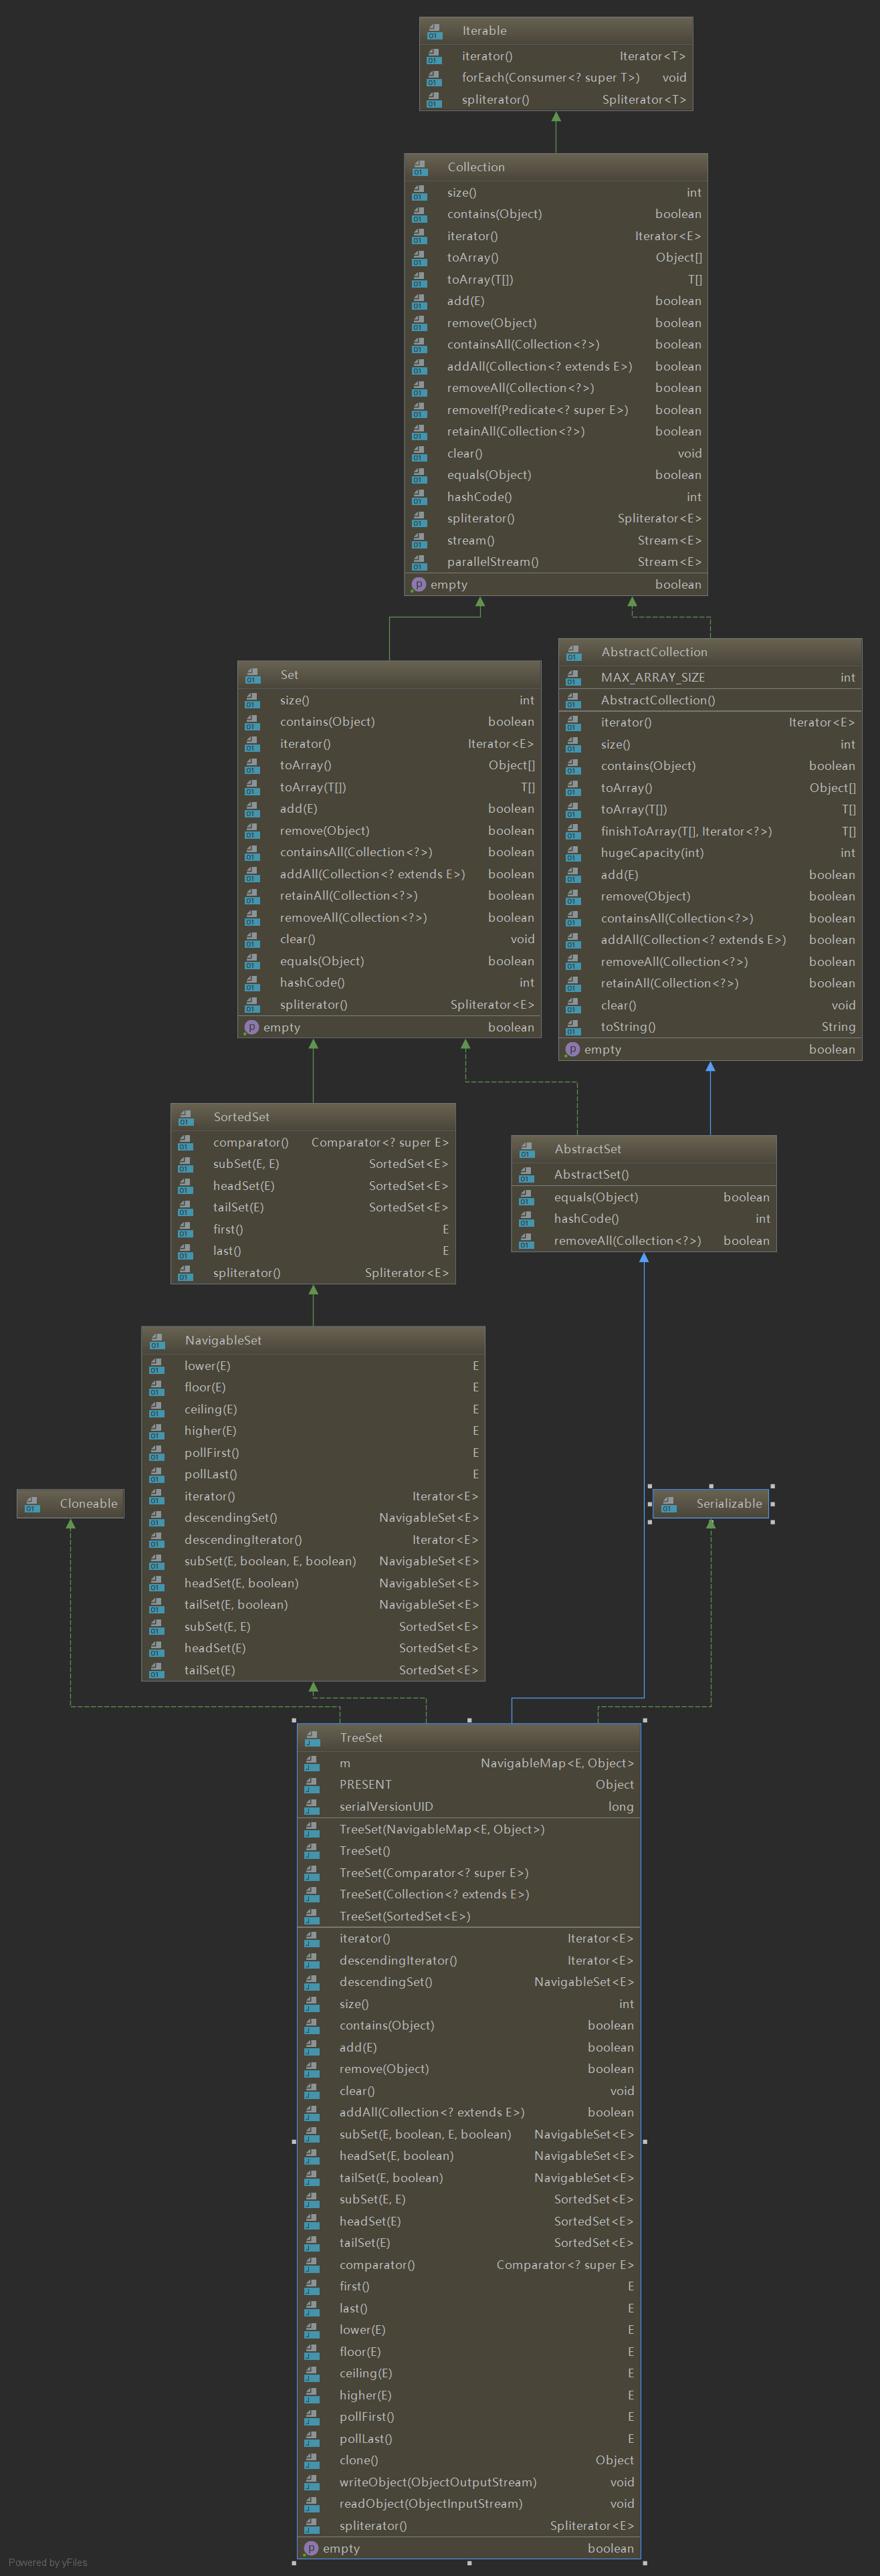 Iterable
iterator() Iterator<T>
forEach(Consumer<? super T>) void
spliterator() Spliterator<T>
Collection
size() int
contains(Object) boolean
iterator() Iterator<E>
toArray() Object[]
toArray(T[]) T[]
add(E) boolean
remove(Object) boolean
containsAll(Collection<?>) boolean
addAll(Collection<? extends E>) boolean
removeAll(Collection<?>) boolean
removeIf(Predicate<? super E>) boolean
retainAll(Collection<?>) boolean
clear() void
equals(Object) boolean
hashCode() int
spliterator() Spliterator<E>
stream() Stream<E>
parallelStream() Stream<E>
empty boolean
Set
size() int
contains(Object) boolean
iterator() Iterator<E>
toArray() Object[]
toArray(T[]) T[]
add(E) boolean
remove(Object) boolean
containsAll(Collection<?>) boolean
addAll(Collection<? extends E>) boolean
retainAll(Collection<?>) boolean
removeAll(Collection<?>) boolean
clear() void
equals(Object) boolean
hashCode() int
spliterator() Spliterator<E>
empty boolean
AbstractCollection
MAX_ARRAY_SIZE int
AbstractCollection()
iterator() Iterator<E>
size() int
contains(Object) boolean
toArray() Object[]
toArray(T[]) T[]
finishToArray(T[], Iterator<?>) T[]
hugeCapacity(int) int
add(E) boolean
remove(Object) boolean
containsAll(Collection<?>) boolean
addAll(Collection<? extends E>) boolean
removeAll(Collection<?>) boolean
retainAll(Collection<?>) boolean
clear() void
toString() String
empty boolean
SortedSet
comparator() Comparator<? super E>
subSet(E, E) SortedSet<E>
headSet(E) SortedSet<E>
tailSet(E) SortedSet<E>
first() E
last() E
spliterator() Spliterator<E>
AbstractSet
AbstractSet()
equals(Object) boolean
hashCode() int
removeAll(Collection<?>) boolean
NavigableSet
lower(E) E
floor(E) E
ceiling(E) E
higher(E) E
pollFirst() E
pollLast() E
iterator() Iterator<E>
descendingSet() NavigableSet<E>
descendingIterator() Iterator<E>
subSet(E, boolean, E, boolean) NavigableSet<E>
headSet(E, boolean) NavigableSet<E>
tailSet(E, boolean) NavigableSet<E>
subSet(E, E) SortedSet<E>
headSet(E) SortedSet<E>
tailSet(E) SortedSet<E>
Cloneable
Serializable
TreeSet
m NavigableMap<E, Object>
PRESENT Object
serialVersionUID long
TreeSet(NavigableMap<E, Object>)
TreeSet()
TreeSet(Comparator<? super E>)
TreeSet(Collection<? extends E>)
TreeSet(SortedSet<E>)
iterator() Iterator<E>
descendingIterator() Iterator<E>
descendingSet() NavigableSet<E>
size() int
contains(Object) boolean
add(E) boolean
remove(Object) boolean
clear() void
addAll(Collection<? extends E>) boolean
subSet(E, boolean, E, boolean) NavigableSet<E>
headSet(E, boolean) NavigableSet<E>
tailSet(E, boolean) NavigableSet<E>
subSet(E, E) SortedSet<E>
headSet(E) SortedSet<E>
tailSet(E) SortedSet<E>
comparator() Comparator<? super E>
first() E
last() E
lower(E) E
floor(E) E
ceiling(E) E
higher(E) E
pollFirst() E
pollLast() E
clone() Object
writeObject(ObjectOutputStream) void
readObject(ObjectInputStream) void
spliterator() Spliterator<E>
empty boolean
Powered by yFiles